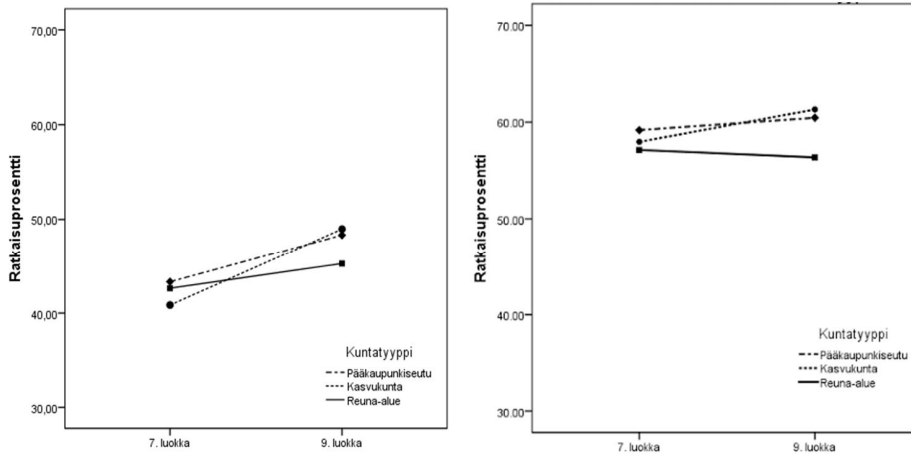 Ratkaisuprosentti
70,00
60,00
50,00
40,00
30,00
7. luokka
9. luokka
Kuntatyyppi
Pääkaupunkiseutu
Kasvukunta
Reuna-alue
Ratkaisuprosentti
70.00
60.00
50.00
40.00
30.00
7. luokka
9. luokka
Kuntatyyppi
Pääkaupunkiseutu
Kasvukunta
Reuna-alue